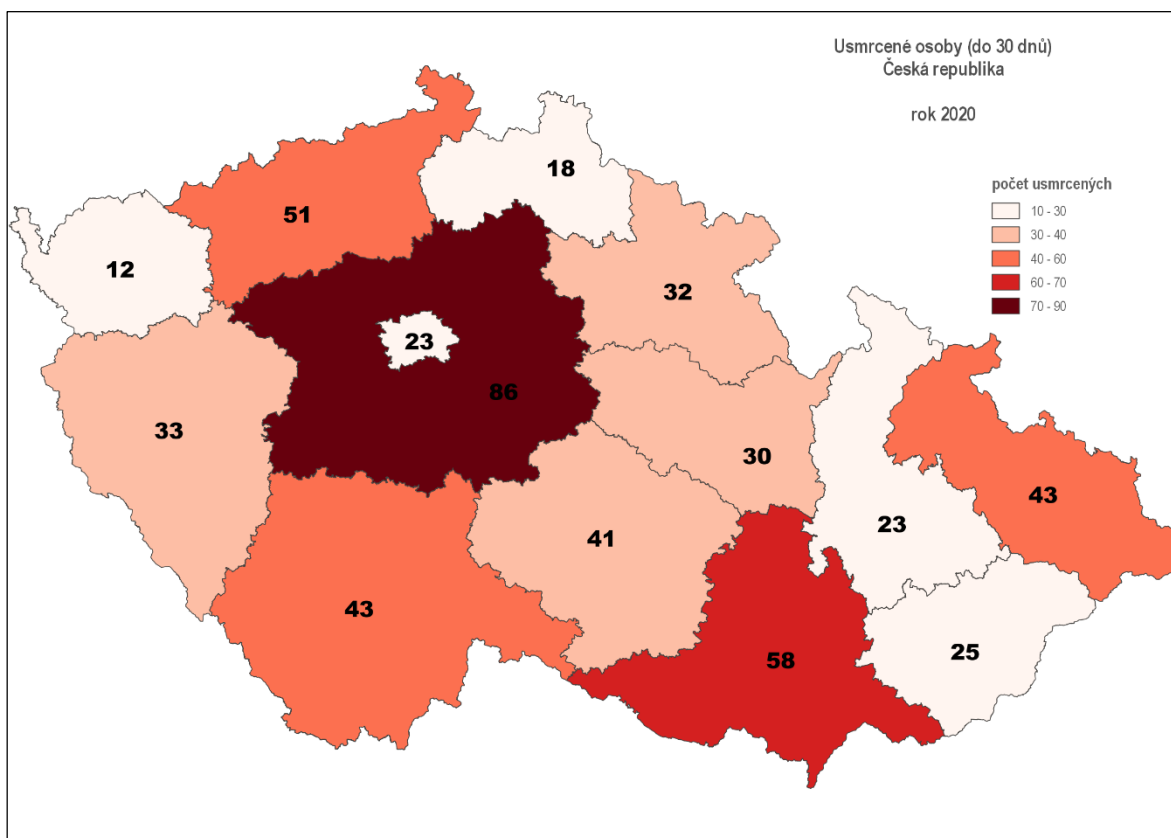 Usmrcené osoby (do 30 dnů)
Česká republika
rok 2020
počet usmrcených
10 - 30
30 - 40
40 - 60
60 - 70
70 - 90
18
51
12
32
23
86
33
30
43
23
41
43
25
58